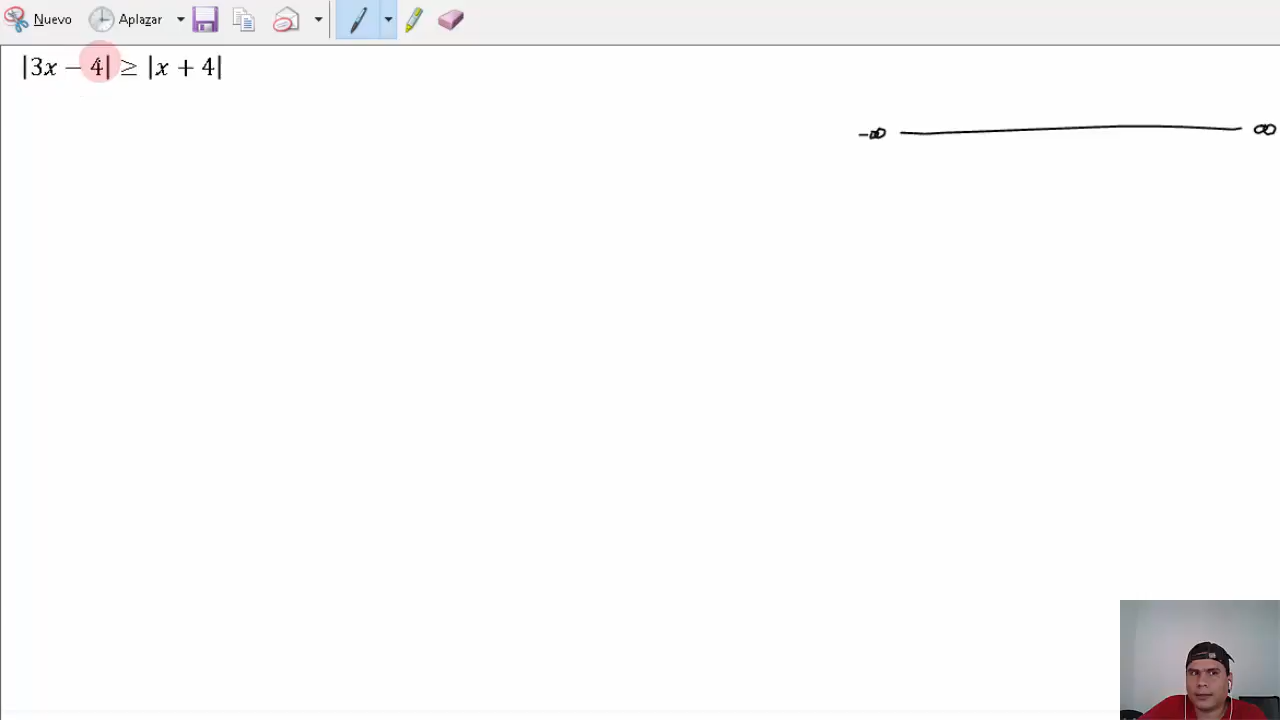 Nuevo Aplazar
|3x − 4| ≥ |x + 4|
-∞ ∞